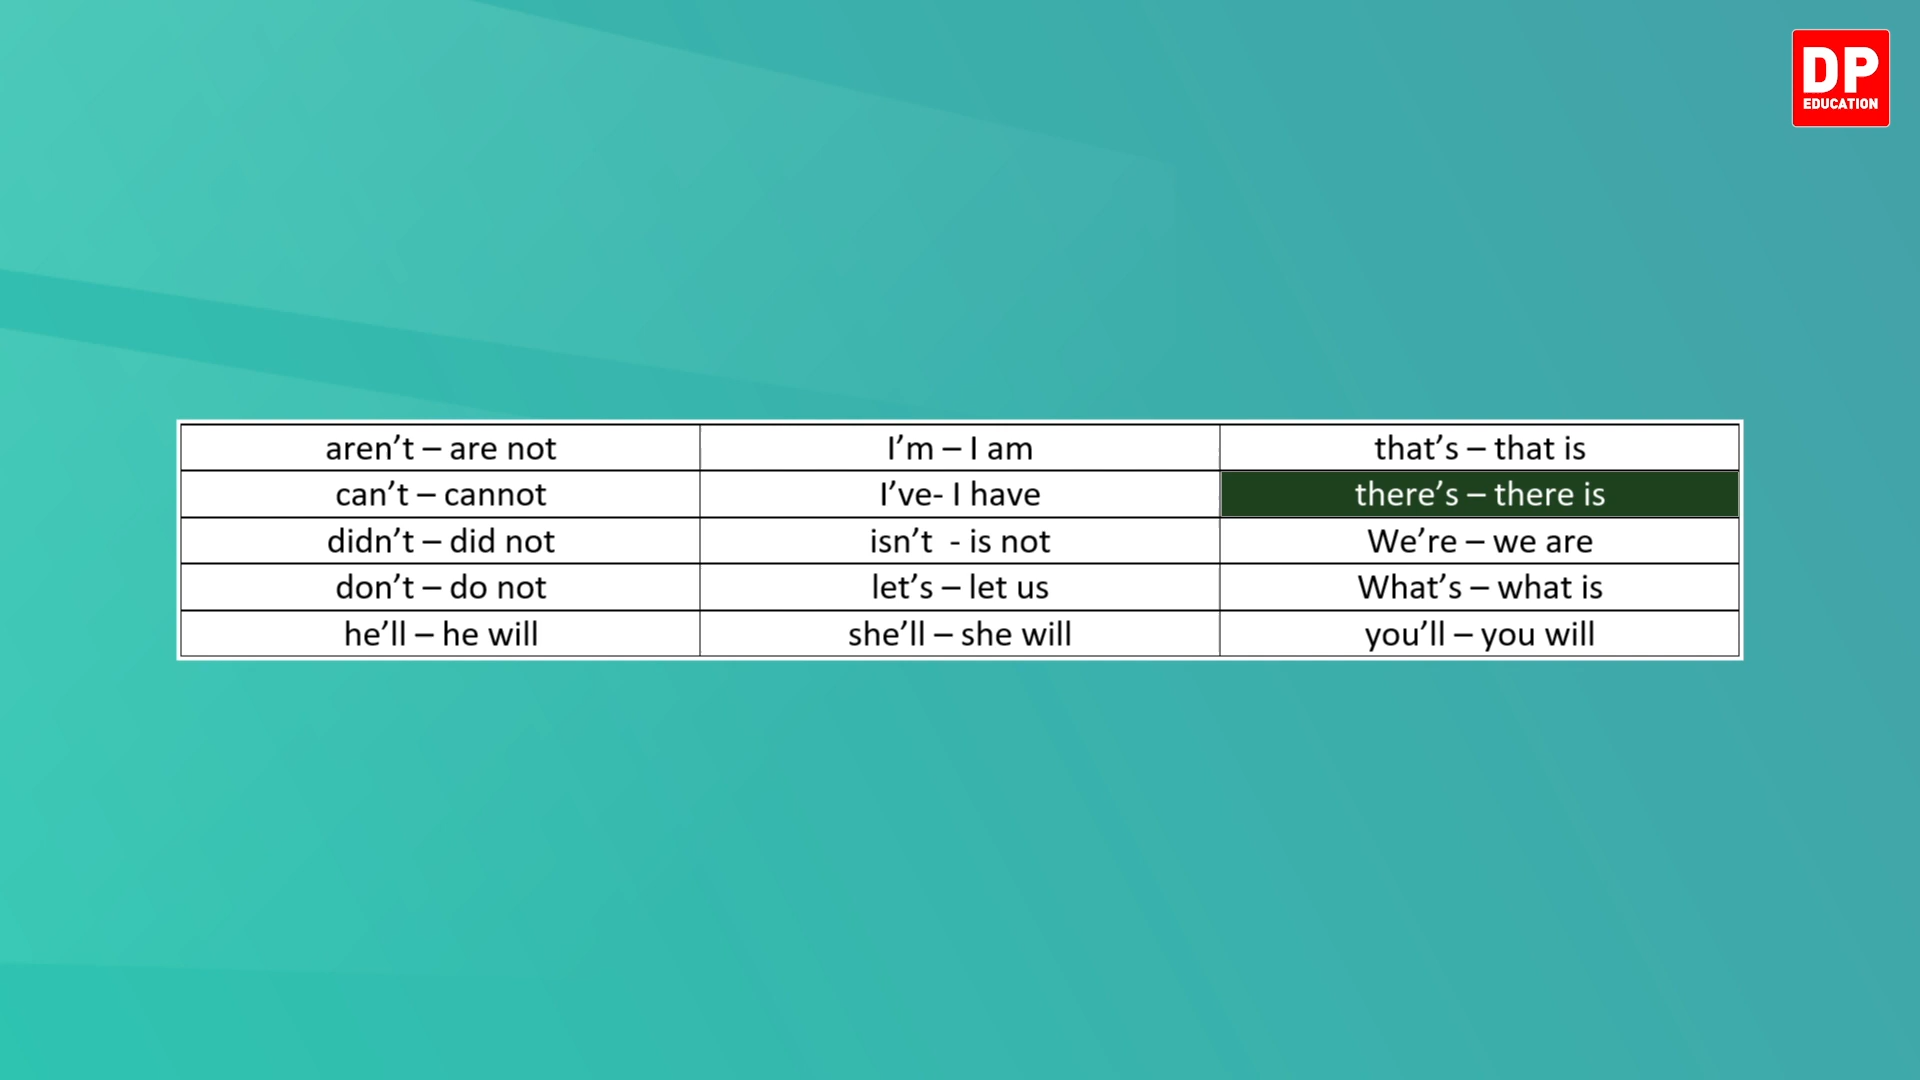 DP
EDUCATION
aren’t – are not I’m – I am that’s – that is
can’t – cannot I’ve- I have there’s – there is
didn’t – did not isn’t  - is not We’re – we are
don’t – do not let’s – let us What’s – what is
he’ll – he will she’ll – she will you’ll – you will